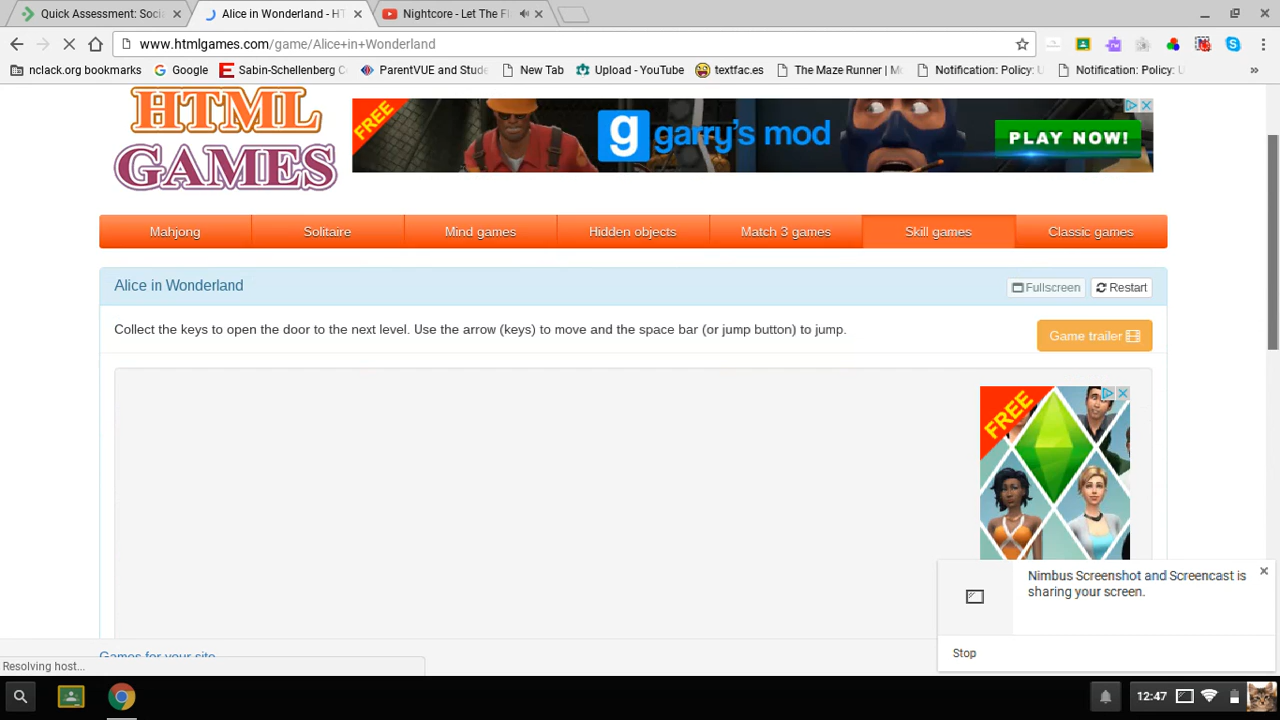 Quick Assessment: Soci
Alice in Wonderland - HT
Nightcore - Let The Fl
www.htmlgames.com/game/Alice+in+Wonderland
nclack.org bookmarks
Google
Sabin-Schellenberg C
ParentVUE and Stude
New Tab
Upload - YouTube
textfac.es
The Maze Runner | M
Notification: Policy: U
Notification: Policy: U
»
HTML
GAMES
FREE
g garry's mod
PLAY NOW!
Mahjong
Solitaire
Mind games
Hidden objects
Match 3 games
Skill games
Classic games
Alice in Wonderland
Fullscreen
Restart
Collect the keys to open the door to the next level. Use the arrow (keys) to move and the space bar (or jump button) to jump.
Game trailer
FREE
Nimbus Screenshot and Screencast is
sharing your screen.
Stop
Games for your site
Resolving host...
12:47